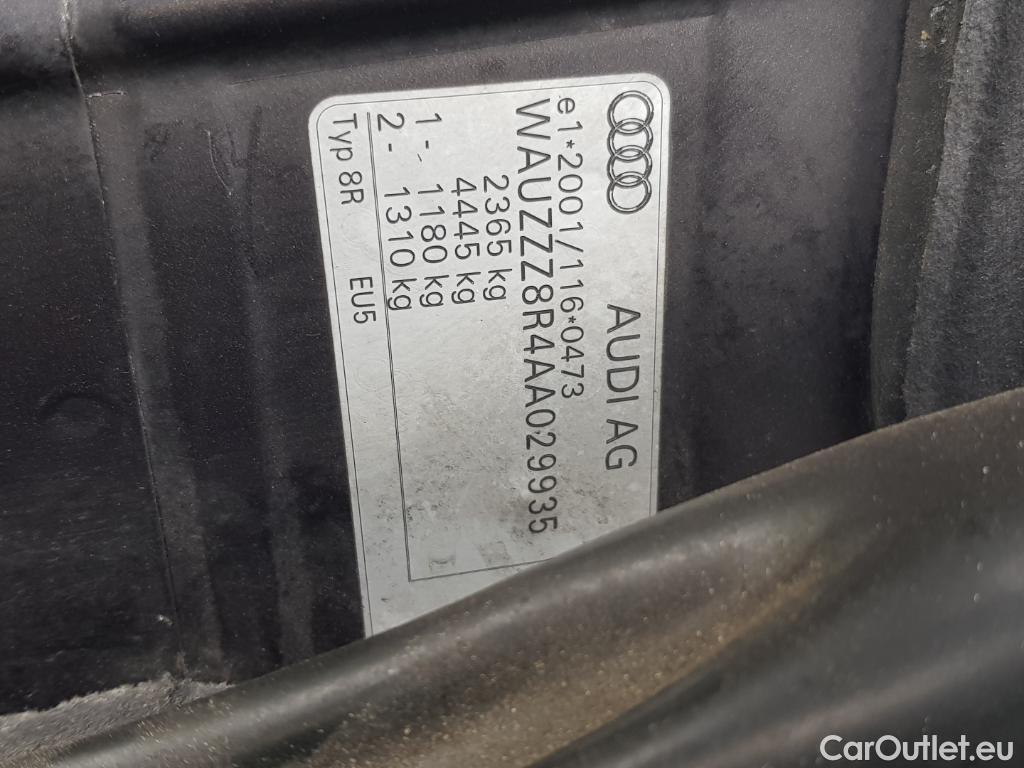 AUDI AG
e1*2001/116*0473
WAUZZZ8R4AA029935
2365 kg
4445 kg
1 - 1180 kg
2 - 1310 kg
Typ 8R EU5
CarOutlet.eu